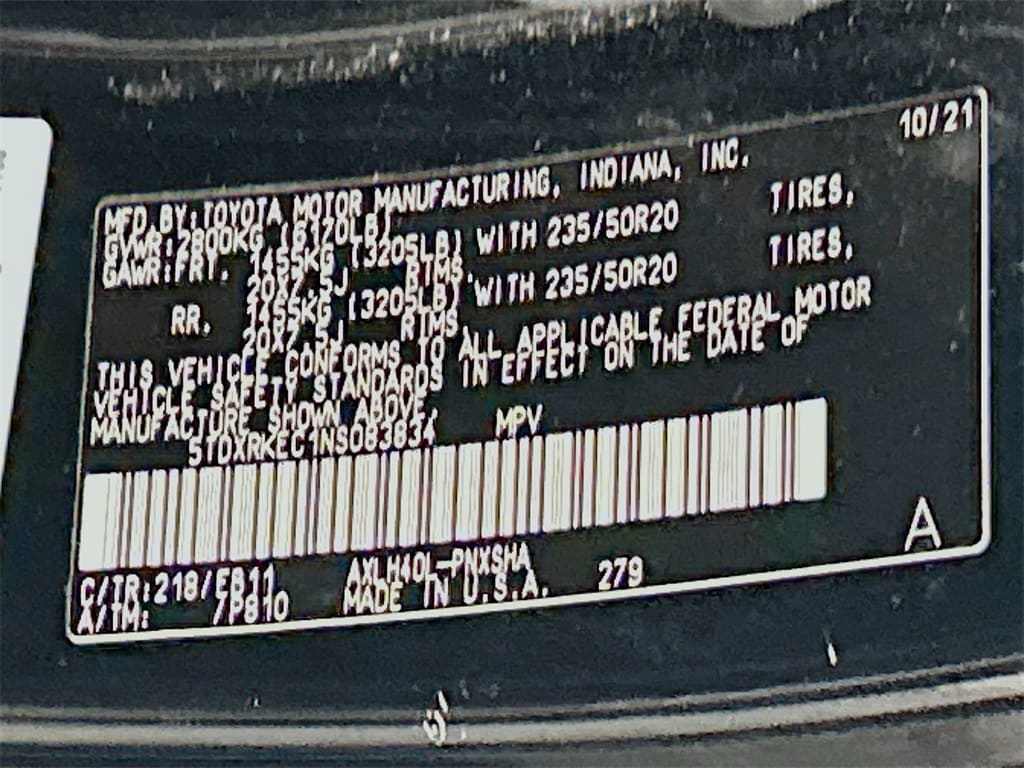 10/21
MFD.BY:TOYOTA MOTOR MANUFACTURING, INDIANA, INC.
GVWR:2800KG (6170LB)
GAWR:FRT. 1455KG (3205LB) WITH 235/50R20 TIRES,
20X7.5J RIMS.
RR. 1455KG (3205LB) WITH 235/50R20 TIRES,
20X7.5J RIMS.
THIS VEHICLE CONFORMS TO ALL APPLICABLE FEDERAL MOTOR
VEHICLE SAFETY STANDARDS IN EFFECT ON THE DATE OF
MANUFACTURE SHOWN ABOVE.
5TDXRKEC1NS083834 MPV
C/TR:218/EB11 AXLH40L-PNXSHA
A/TM: /P810 MADE IN U.S.A. 279
A